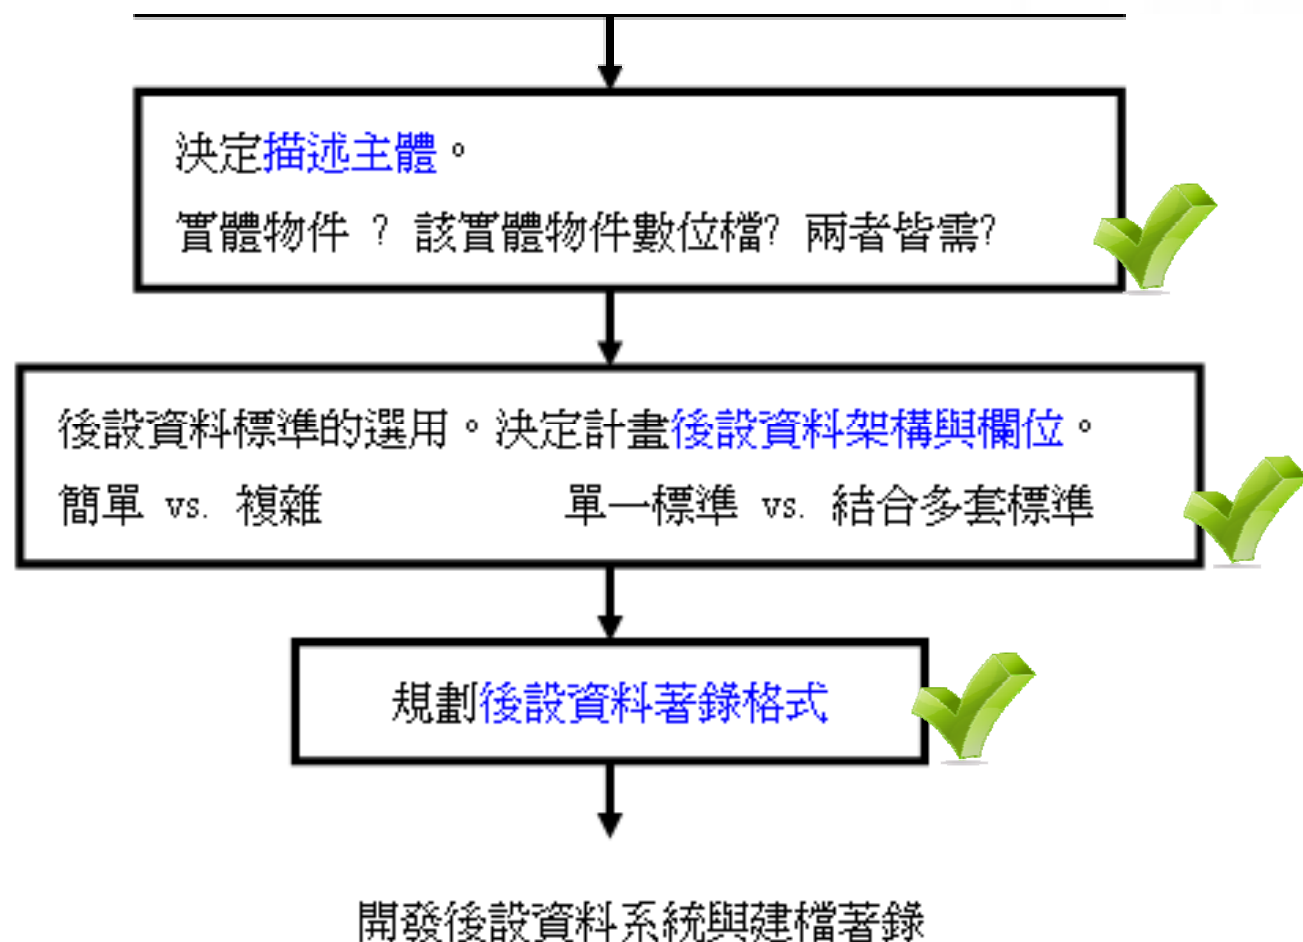 決定描述主體。
實體物件 ? 該實體物件數位檔? 兩者皆需?
後設資料標準的選用。決定計畫後設資料架構與欄位。
簡單 vs. 複雜 單一標準 vs. 結合多套標準
規劃後設資料著錄格式
開發後設資料系統與建檔著錄